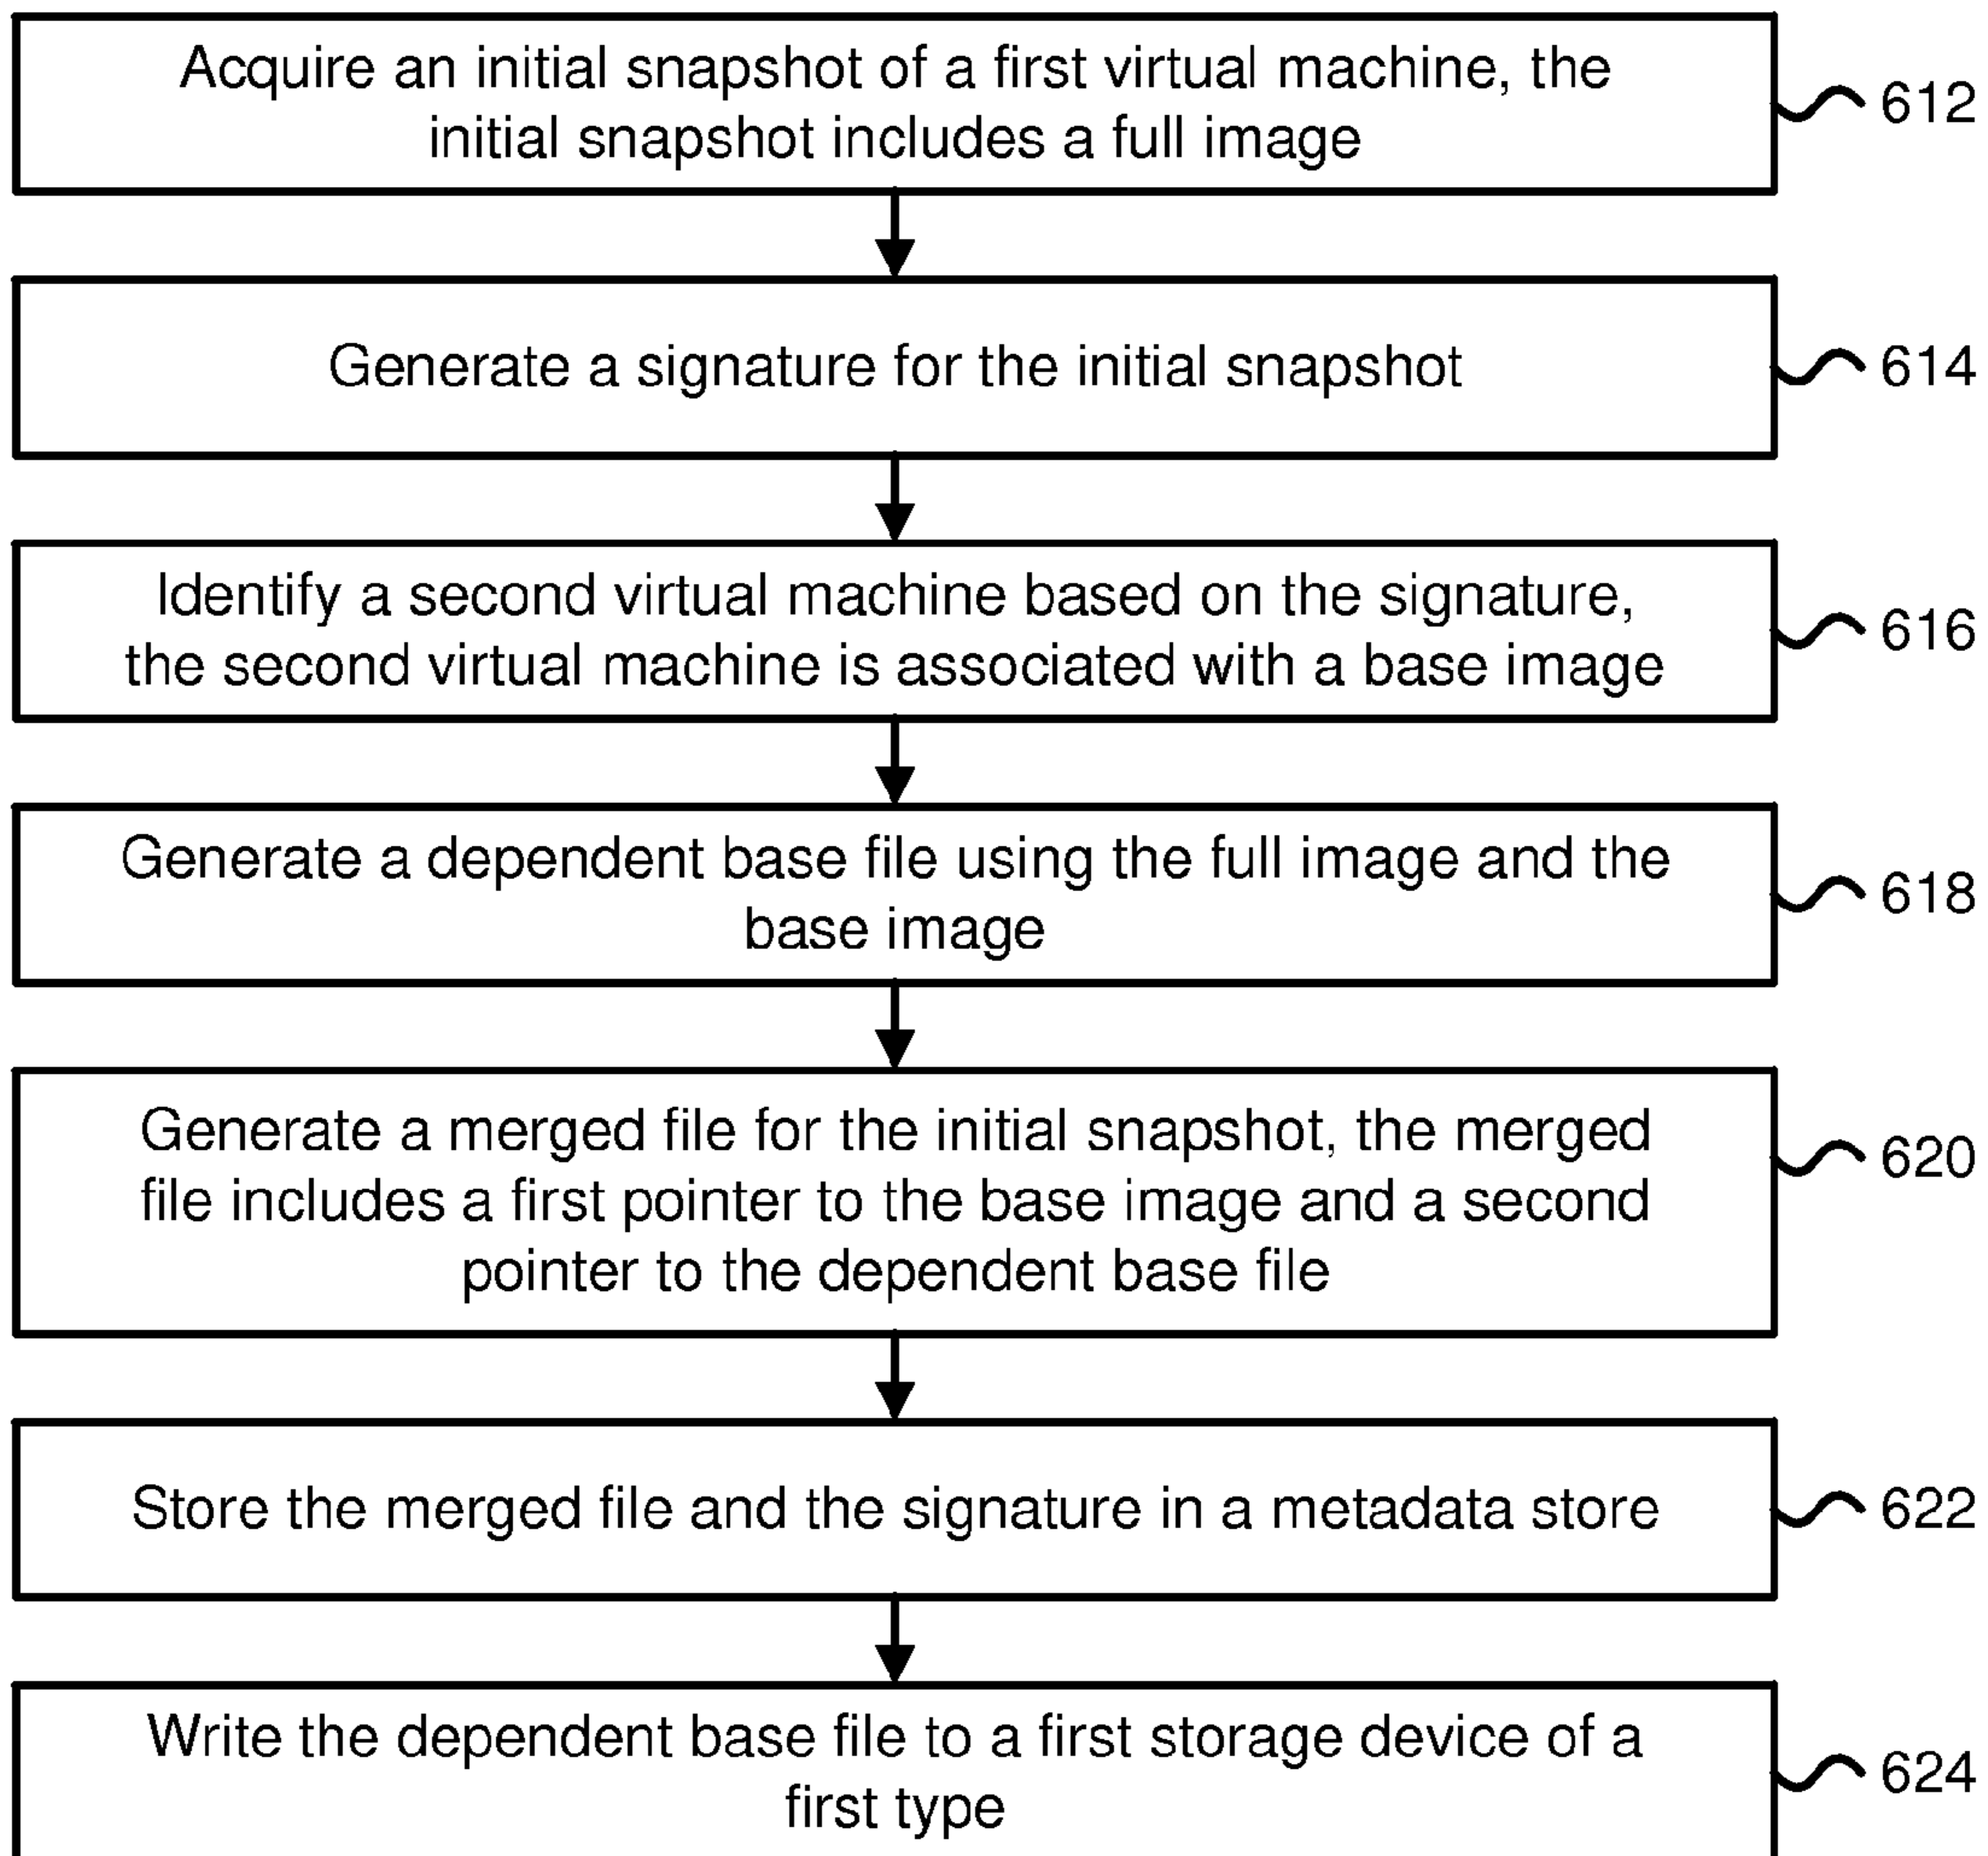 Acquire an initial snapshot of a first virtual machine, the
initial snapshot includes a full image
612
Generate a signature for the initial snapshot
614
Identify a second virtual machine based on the signature,
the second virtual machine is associated with a base image
616
Generate a dependent base file using the full image and the
base image
618
Generate a merged file for the initial snapshot, the merged
file includes a first pointer to the base image and a second
pointer to the dependent base file
620
Store the merged file and the signature in a metadata store
622
Write the dependent base file to a first storage device of a
first type
624